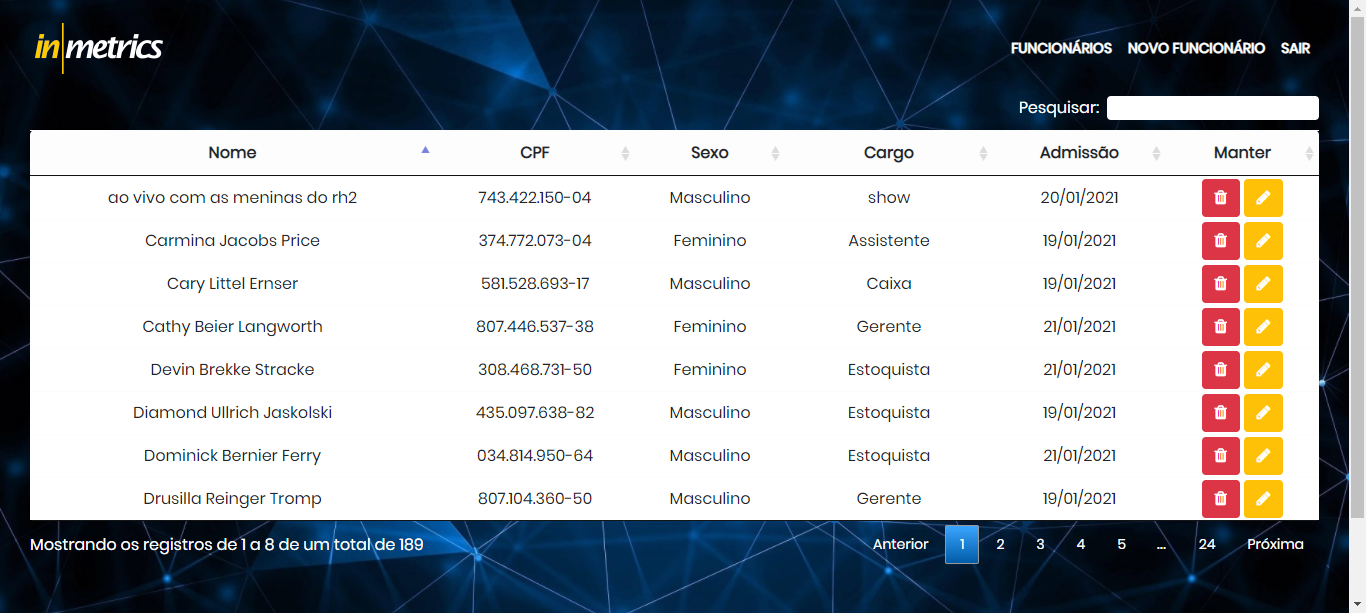 in|metrics
FUNCIONÁRIOS NOVO FUNCIONÁRIO SAIR
Pesquisar:
Nome CPF Sexo Cargo Admissão Manter
ao vivo com as meninas do rh2 743.422.150-04 Masculino show 20/01/2021
Carmina Jacobs Price 374.772.073-04 Feminino Assistente 19/01/2021
Cary Littel Ernser 581.528.693-17 Masculino Caixa 19/01/2021
Cathy Beier Langworth 807.446.537-38 Feminino Gerente 21/01/2021
Devin Brekke Stracke 308.468.731-50 Feminino Estoquista 21/01/2021
Diamond Ullrich Jaskolski 435.097.638-82 Masculino Estoquista 19/01/2021
Dominick Bernier Ferry 034.814.950-64 Masculino Estoquista 21/01/2021
Drusilla Reinger Tromp 807.104.360-50 Masculino Gerente 19/01/2021
Mostrando os registros de 1 a 8 de um total de 189 Anterior 1 2 3 4 5 ... 24 Próxima